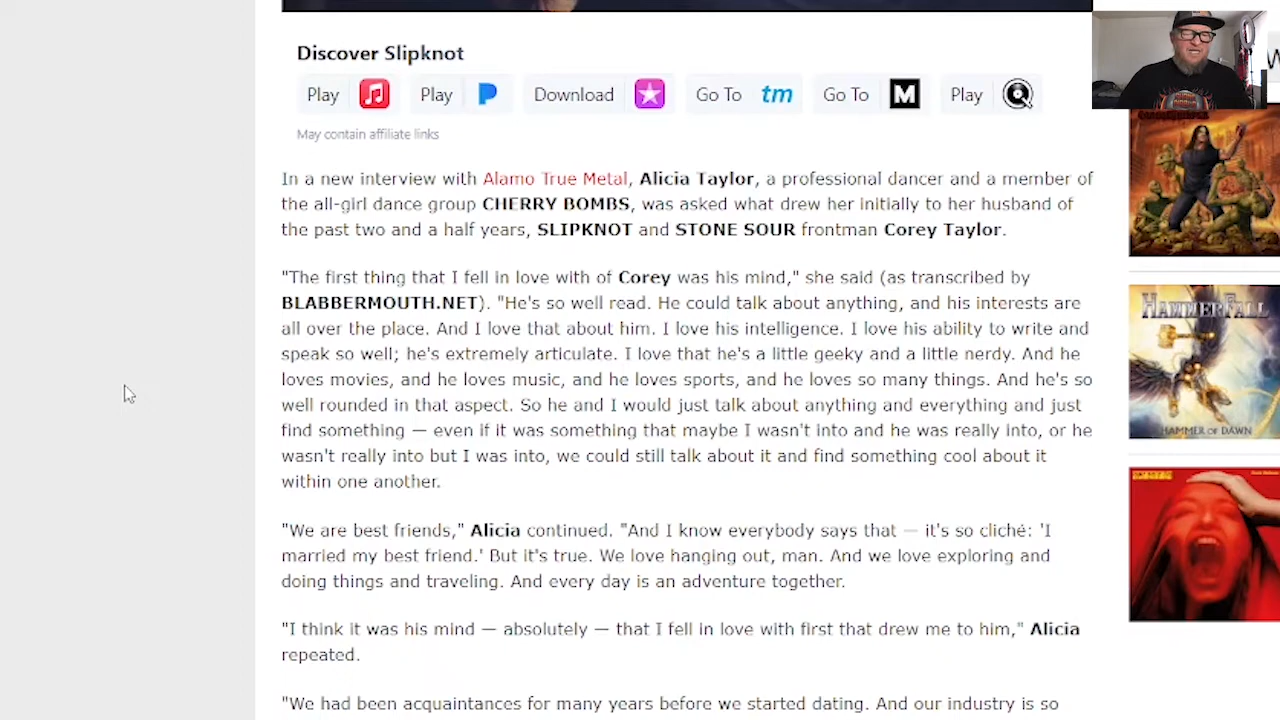 Discover Slipknot
Play Play Download Go To tm Go To M Play
May contain affiliate links
In a new interview with Alamo True Metal, Alicia Taylor, a professional dancer and a member of
the all-girl dance group CHERRY BOMBS, was asked what drew her initially to her husband of
the past two and a half years, SLIPKNOT and STONE SOUR frontman Corey Taylor.
"The first thing that I fell in love with of Corey was his mind," she said (as transcribed by
BLABBERMOUTH.NET). "He's so well read. He could talk about anything, and his interests are
all over the place. And I love that about him. I love his intelligence. I love his ability to write and
speak so well; he's extremely articulate. I love that he's a little geeky and a little nerdy. And he
loves movies, and he loves music, and he loves sports, and he loves so many things. And he's so
well rounded in that aspect. So he and I would just talk about anything and everything and just
find something — even if it was something that maybe I wasn't into and he was really into, or he
wasn't really into but I was into, we could still talk about it and find something cool about it
within one another.
"We are best friends," Alicia continued. "And I know everybody says that — it's so cliché: 'I
married my best friend.' But it's true. We love hanging out, man. And we love exploring and
doing things and traveling. And every day is an adventure together.
"I think it was his mind — absolutely — that I fell in love with first that drew me to him," Alicia
repeated.
"We had been acquaintances for many years before we started dating. And our industry is so
HAMMERFALL
HAMMER OF DAWN